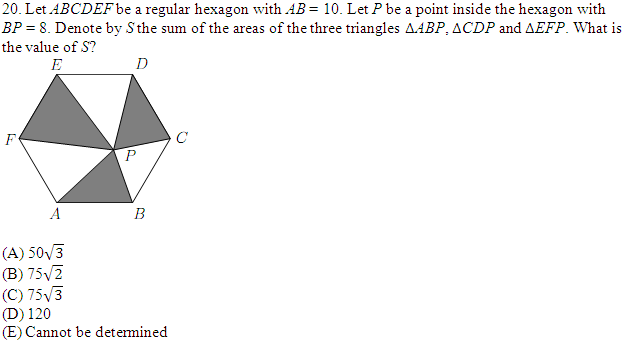 20. Let ABCDEF be a regular hexagon with AB = 10. Let P be a point inside the hexagon with
BP = 8. Denote by S the sum of the areas of the three triangles ΔABP, ΔCDP and ΔEFP. What is
the value of S?
E D
F C
P
A B
(A) 50√3
(B) 75√2
(C) 75√3
(D) 120
(E) Cannot be determined